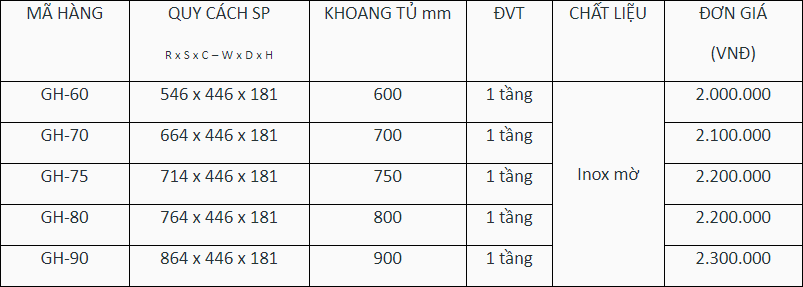 MÃ HÀNG QUY CÁCH SP KHOANG TỦ mm ĐVT CHẤT LIỆU ĐƠN GIÁ
R x S x C – W x D x H (VNĐ)
GH-60 546 x 446 x 181 600 1 tầng 2.000.000
GH-70 664 x 446 x 181 700 1 tầng 2.100.000
GH-75 714 x 446 x 181 750 1 tầng Inox mờ 2.200.000
GH-80 764 x 446 x 181 800 1 tầng 2.200.000
GH-90 864 x 446 x 181 900 1 tầng 2.300.000